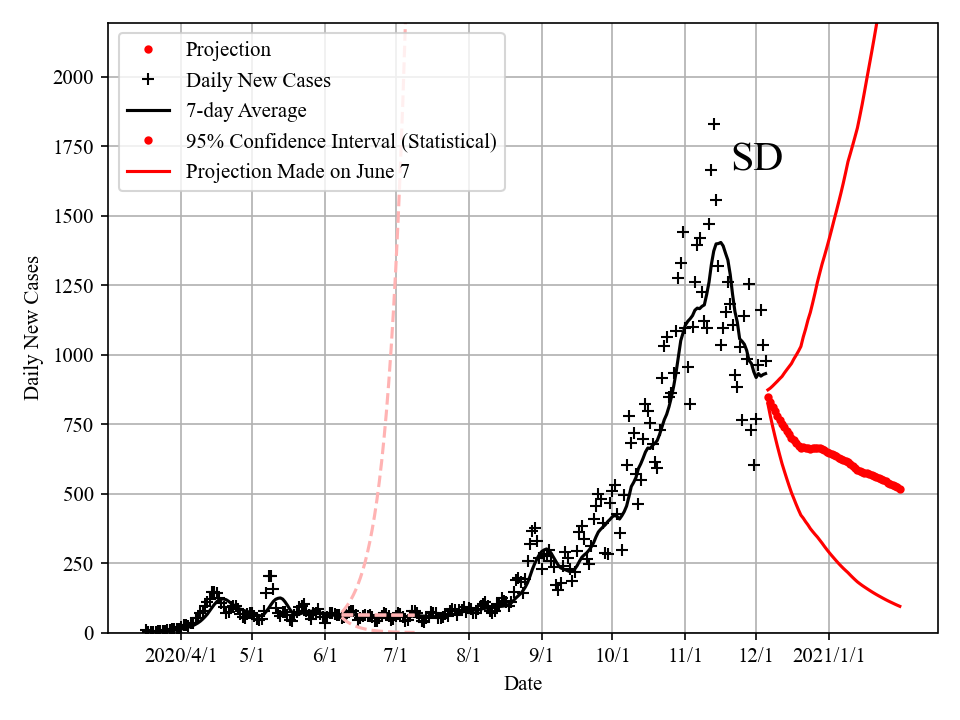 Projection
Daily New Cases
7-day Average
95% Confidence Interval (Statistical)
Projection Made on June 7
SD
Daily New Cases
2000
1750
1500
1250
1000
750
500
250
0
2020/4/1 5/1 6/1 7/1 8/1 9/1 10/1 11/1 12/1 2021/1/1
Date